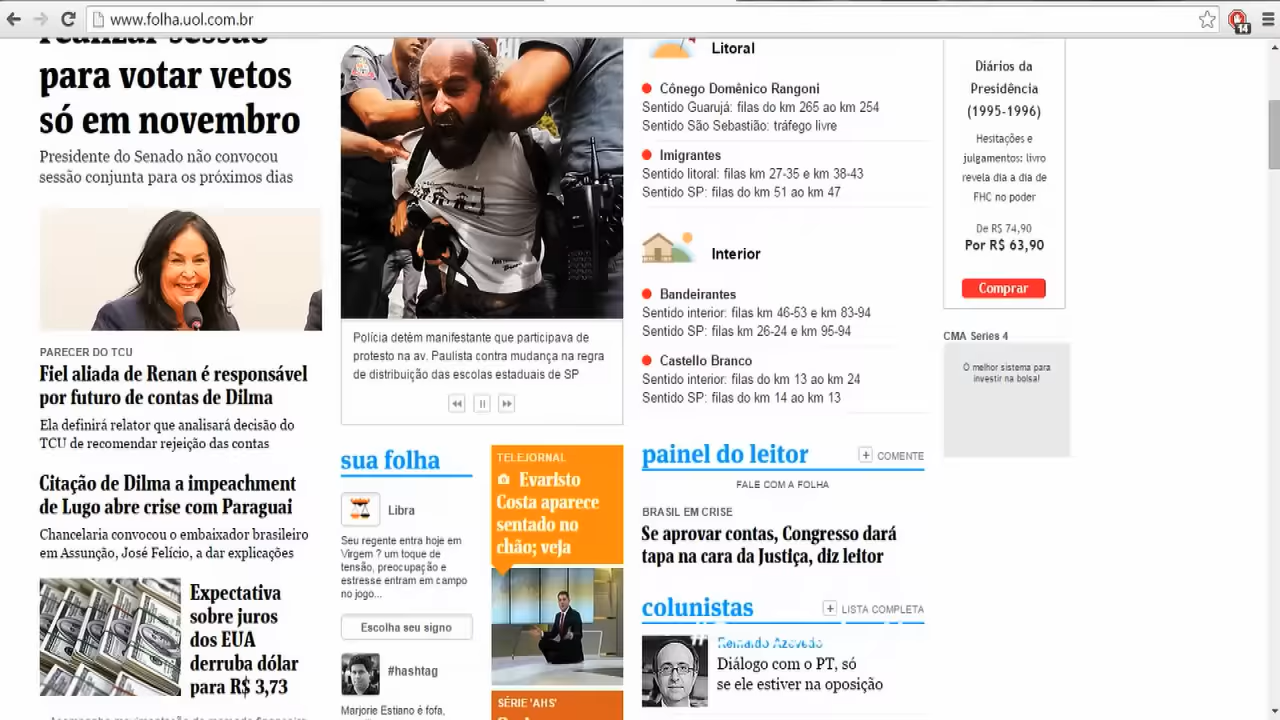 www.folha.uol.com.br
14
realizar sessão
para votar vetos
só em novembro
Presidente do Senado não convocou
sessão conjunta para os próximos dias
PARECER DO TCU
Fiel aliada de Renan é responsável
por futuro de contas de Dilma
Ela definirá relator que analisará decisão do
TCU de recomendar rejeição das contas
Citação de Dilma a impeachment
de Lugo abre crise com Paraguai
Chancelaria convocou o embaixador brasileiro
em Assunção, José Felício, a dar explicações
Expectativa
sobre juros
dos EUA
derruba dólar
para R$ 3,73
Polícia detém manifestante que participava de
protesto na av. Paulista contra mudança na regra
de distribuição das escolas estaduais de SP
sua folha
Libra
Seu regente entra hoje em
Virgem ? um toque de
tensão, preocupação e
estresse entram em campo
no jogo...
Escolha seu signo
#hashtag
Marjorie Estiano é fofa,
TELEJORNAL
Evaristo
Costa aparece
sentado no
chão; veja
SÉRIE 'AHS'
Litoral
Cônego Domênico Rangoni
Sentido Guarujá: filas do km 265 ao km 254
Sentido São Sebastião: tráfego livre
Imigrantes
Sentido litoral: filas km 27-35 e km 38-43
Sentido SP: filas do km 51 ao km 47
Interior
Bandeirantes
Sentido interior: filas km 46-53 e km 83-94
Sentido SP: filas km 26-24 e km 95-94
Castello Branco
Sentido interior: filas do km 13 ao km 24
Sentido SP: filas do km 14 ao km 13
painel do leitor
+ COMENTE
FALE COM A FOLHA
BRASIL EM CRISE
Se aprovar contas, Congresso dará
tapa na cara da Justiça, diz leitor
colunistas
+ LISTA COMPLETA
Reinaldo Azevedo
Diálogo com o PT, só
se ele estiver na oposição
Diários da
Presidência
(1995-1996)
Hesitações e
julgamentos: livro
revela dia a dia de
FHC no poder
De R$ 74,90
Por R$ 63,90
Comprar
CMA Series 4
O melhor sistema para
investir na bolsa!